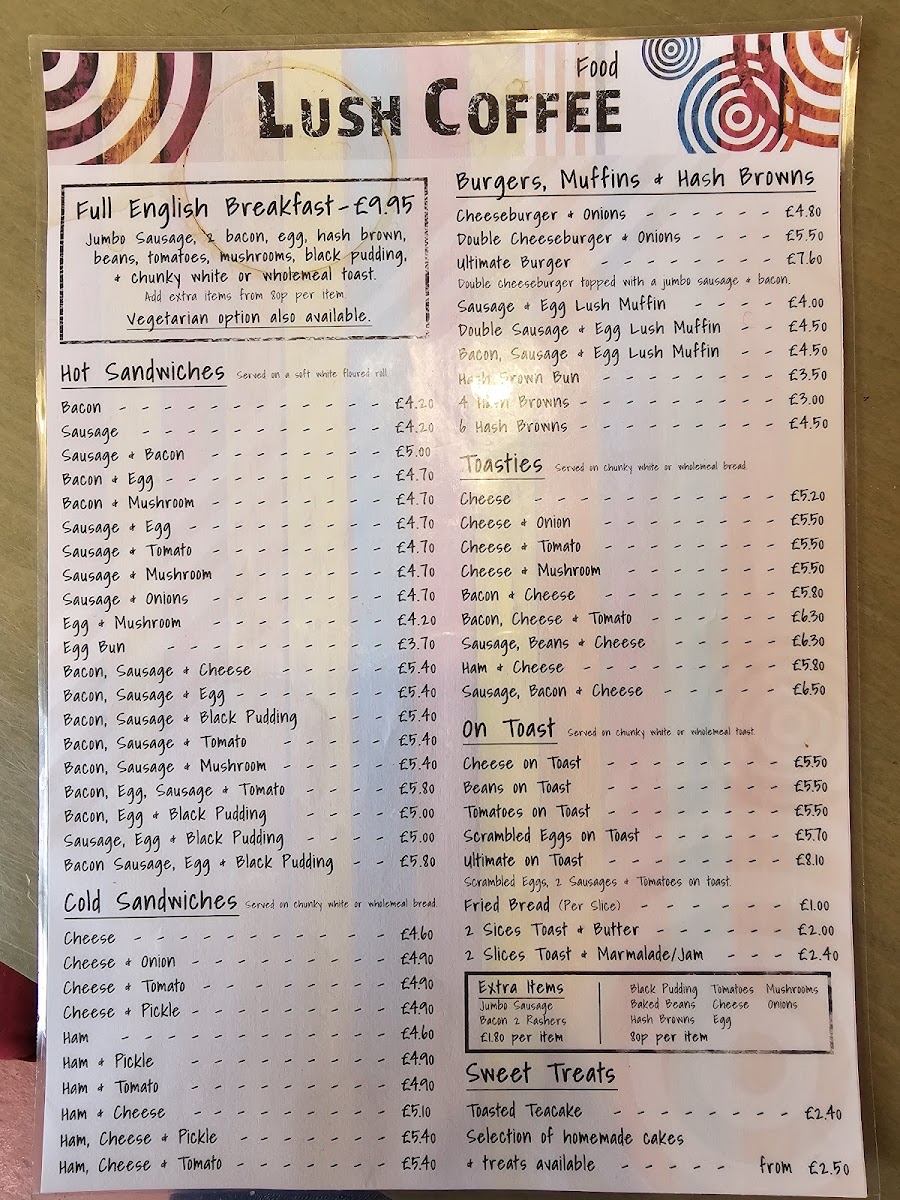 Food
LUSH COFFEE
Full English Breakfast - £9.95
Jumbo Sausage, 2 bacon, egg, hash brown,
beans, tomatoes, mushrooms, black pudding,
& chunky white or wholemeal toast.
Add extra items from 80p per item.
Vegetarian option also available.
Hot Sandwiches Served on a soft white floured roll.
Bacon - - - - - - - - - - - £4.20
Sausage - - - - - - - - - - £4.20
Sausage & Bacon - - - - - - - £5.00
Bacon & Egg - - - - - - - - - £4.70
Bacon & Mushroom - - - - - - - £4.70
Sausage & Egg - - - - - - - - £4.70
Sausage & Tomato - - - - - - - £4.70
Sausage & Mushroom - - - - - - £4.70
Sausage & Onions - - - - - - - £4.70
Egg & Mushroom - - - - - - - £4.20
Egg Bun - - - - - - - - - £3.70
Bacon, Sausage & Cheese - - - - - £5.40
Bacon, Sausage & Egg - - - - - - £5.40
Bacon, Sausage & Black Pudding - - - £5.40
Bacon, Sausage & Tomato - - - - - £5.40
Bacon, Sausage & Mushroom - - - - £5.40
Bacon, Egg, Sausage & Tomato - - - - £5.80
Bacon, Egg & Black Pudding - - - - £5.00
Sausage, Egg & Black Pudding - - - - £5.00
Bacon Sausage, Egg & Black Pudding - - £5.80
Cold Sandwiches Served on chunky white or wholemeal bread.
Cheese - - - - - - - - - - £4.60
Cheese & Onion - - - - - - - - £4.90
Cheese & Tomato - - - - - - - - £4.90
Cheese & Pickle - - - - - - - - £4.90
Ham - - - - - - - - - - - £4.60
Ham & Pickle - - - - - - - - £4.90
Ham & Tomato - - - - - - - - £4.90
Ham & Cheese - - - - - - - - £5.10
Ham, Cheese & Pickle - - - - - - £5.40
Ham, Cheese & Tomato - - - - - - £5.40
Burgers, Muffins & Hash Browns
Cheeseburger & Onions - - - - - - £4.80
Double Cheeseburger & Onions - - - - £5.50
Ultimate Burger - - - - - - - - £7.60
Double cheeseburger topped with a jumbo sausage & bacon.
Sausage & Egg Lush Muffin - - - - £4.00
Double Sausage & Egg Lush Muffin - - £4.50
Bacon, Sausage & Egg Lush Muffin - - £4.50
Hash Brown Bun - - - - - - - - £3.50
4 Hash Browns - - - - - - - - £3.00
6 Hash Browns - - - - - - - - £4.50
Toasties Served on chunky white or wholemeal bread.
Cheese - - - - - - - - - - £5.20
Cheese & Onion - - - - - - - £5.50
Cheese & Tomato - - - - - - - £5.50
Cheese & Mushroom - - - - - - £5.50
Bacon & Cheese - - - - - - - - £5.80
Bacon, Cheese & Tomato - - - - - £6.30
Sausage, Beans & Cheese - - - - - £6.30
Ham & Cheese - - - - - - - - £5.80
Sausage, Bacon & Cheese - - - - - £6.50
On Toast Served on chunky white or wholemeal toast.
Cheese on Toast - - - - - - - - £5.50
Beans on Toast - - - - - - - - £5.50
Tomatoes on Toast - - - - - - - £5.50
Scrambled Eggs on Toast - - - - - £5.70
Ultimate on Toast - - - - - - - £8.10
Scrambled Eggs, 2 Sausages & Tomatoes on toast.
Fried Bread (Per Slice) - - - - - - £1.00
2 Sices Toast & Butter - - - - - - £2.00
2 Slices Toast & Marmalade/Jam - - - £2.40
Extra Items
Jumbo Sausage
Bacon 2 Rashers
£1.80 per item
Black Pudding Tomatoes Mushrooms
Baked Beans Cheese Onions
Hash Browns Egg
80p per item
Sweet Treats
Toasted Teacake - - - - - - - £2.40
Selection of homemade cakes
& treats available - - - - - from £2.50